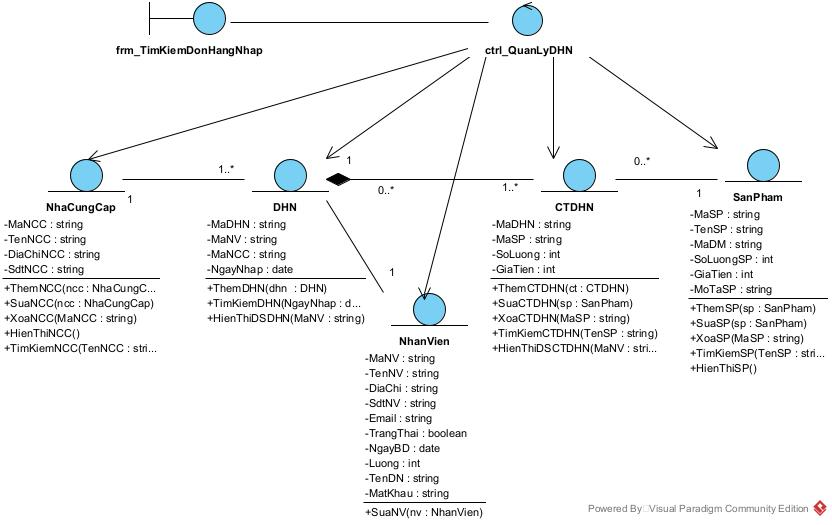 frm_TimKiemDonHangNhap
ctrl_QuanLyDHN
1
1..*
1
0..*
1..*
0..*
1
1
NhaCungCap
-MaNCC : string
-TenNCC : string
-DiaChiNCC : string
-SdtNCC : string
+ThemNCC(ncc : NhaCungC...
+SuaNCC(ncc : NhaCungCap)
+XoaNCC(MaNCC : string)
+HienThiNCC()
+TimKiemNCC(TenNCC : stri...
DHN
-MaDHN : string
-MaNV : string
-MaNCC : string
-NgayNhap : date
+ThemDHN(dhn : DHN)
+TimKiemDHN(NgayNhap : d...
+HienThiDSDHN(MaNV : string)
NhanVien
-MaNV : string
-TenNV : string
-DiaChi : string
-SdtNV : string
-Email : string
-TrangThai : boolean
-NgayBD : date
-Luong : int
-TenDN : string
-MatKhau : string
+SuaNV(nv : NhanVien)
CTDHN
-MaDHN : string
-MaSP : string
-SoLuong : int
-GiaTien : int
+ThemCTDHN(ct : CTDHN)
+SuaCTDHN(sp : SanPham)
+XoaCTDHN(MaSP : string)
+TimKiemCTDHN(TenSP : string)
+HienThiDSCTDHN(MaNV : stri...
SanPham
-MaSP : string
-TenSP : string
-MaDM : string
-SoLuongSP : int
-GiaTien : int
-MoTaSP : string
+ThemSP(sp : SanPham)
+SuaSP(sp : SanPham)
+XoaSP(MaSP : string)
+TimKiemSP(TenSP : string...
+HienThiSP()
Powered By Visual Paradigm Community Edition